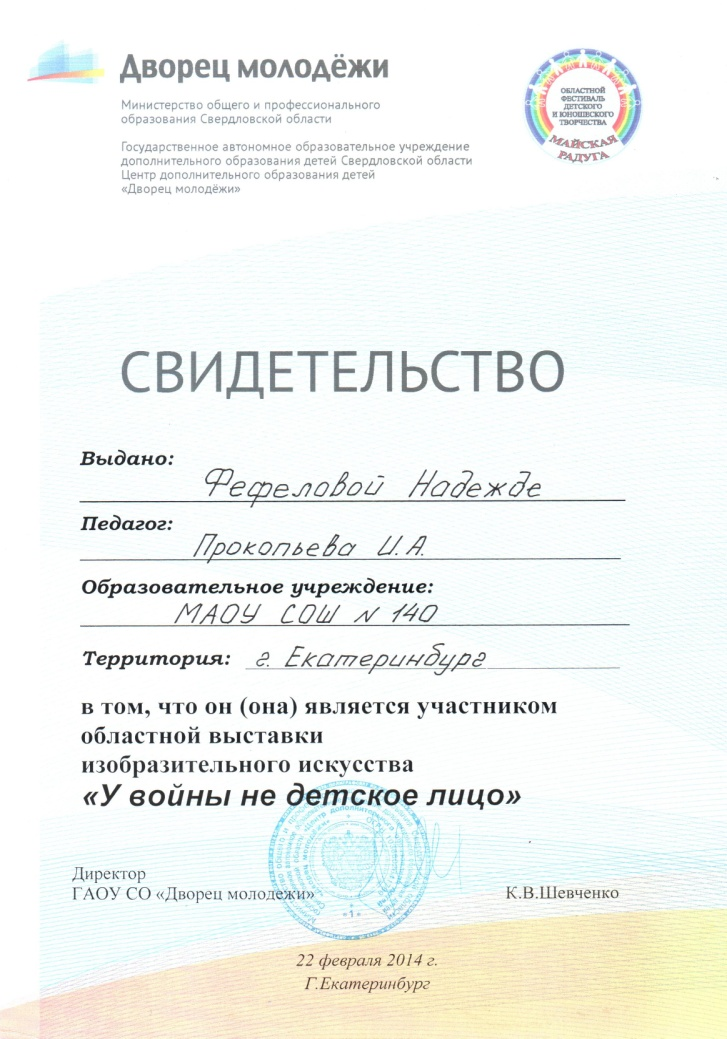 Дворец молодёжи
Министерство общего и профессионального
образования Свердловской области
Государственное автономное образовательное учреждение
дополнительного образования детей Свердловской области
Центр дополнительного образования детей
«Дворец молодёжи»
ОБЛАСТНОЙ
ФЕСТИВАЛЬ
ДЕТСКОГО
И ЮНОШЕСКОГО
ТВОРЧЕСТВА
МАЙСКАЯ
РАДУГА
СВИДЕТЕЛЬСТВО
Выдано:
Фефеловой Надежде
Педагог:
Прокопьева И.А.
Образовательное учреждение:
МАОУ СОШ N 140
Территория: г. Екатеринбург
в том, что он (она) является участником
областной выставки
изобразительного искусства
«У войны не детское лицо»
Директор
ГАОУ СО «Дворец молодежи»
К.В.Шевченко
22 февраля 2014 г.
Г.Екатеринбург